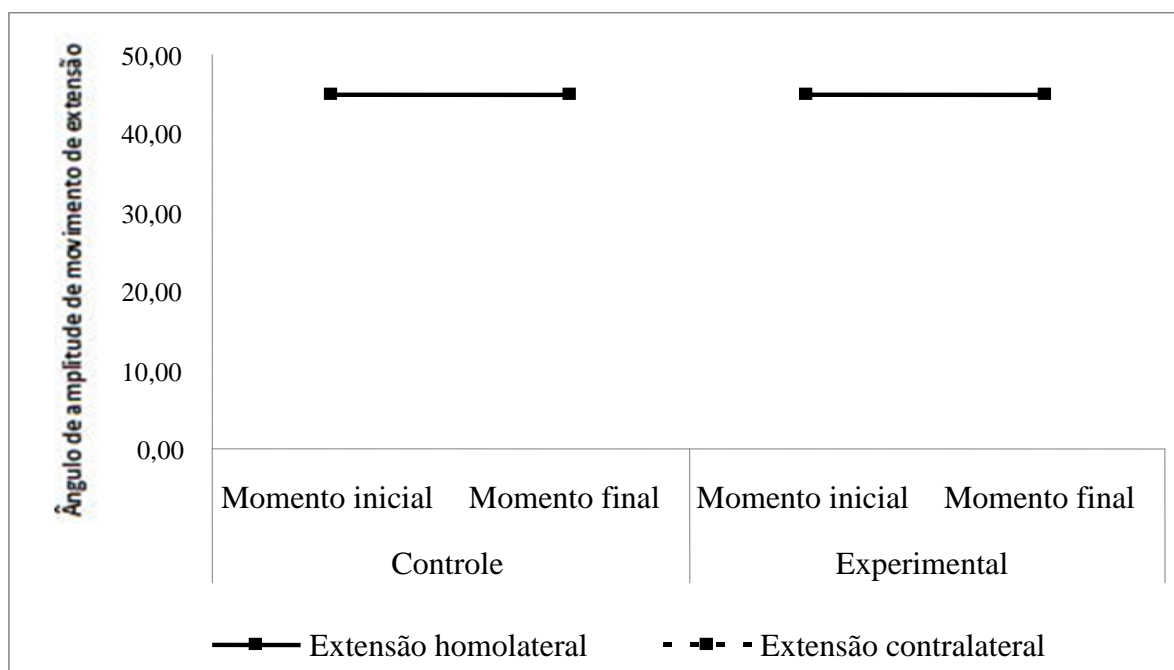 Ângulo de amplitude de movimento de extensão
50,00
40,00
30,00
20,00
10,00
0,00
Momento inicial Momento final Momento inicial Momento final
Controle Experimental
Extensão homolateral Extensão contralateral